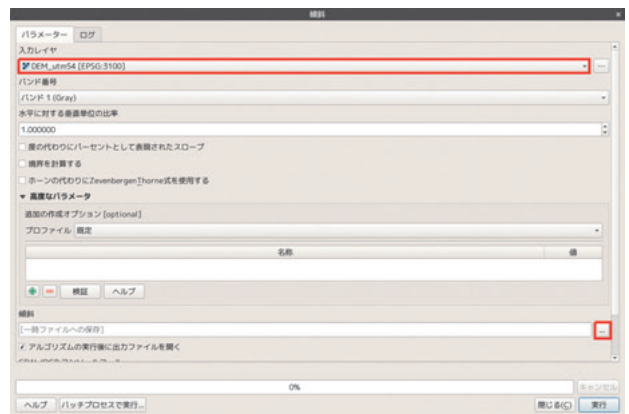 傾斜
パラメーター ログ
入力レイヤ
DEM_utm54 [EPSG:3100]
バンド番号
バンド 1 (Gray)
水平に対する垂直単位の比率
1.000000
度の代わりにパーセントとして表現されたスロープ
境界を計算する
ホーンの代わりにZevenbergenThorne式を使用する
▼ 高度なパラメータ
追加の作成オプション [optional]
プロファイル 既定
名称 値
検証 ヘルプ
傾斜
[一時ファイルへの保存]
…
アルゴリズムの実行後に出力ファイルを開く
0%
キャンセル
ヘルプ バッチプロセスで実行... 閉じる(C) 実行